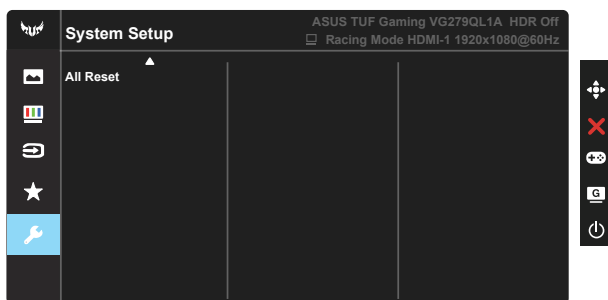 System Setup
ASUS TUF Gaming VG279QL1A HDR Off
Racing Mode HDMI-1 1920x1080@60Hz
All Reset
G